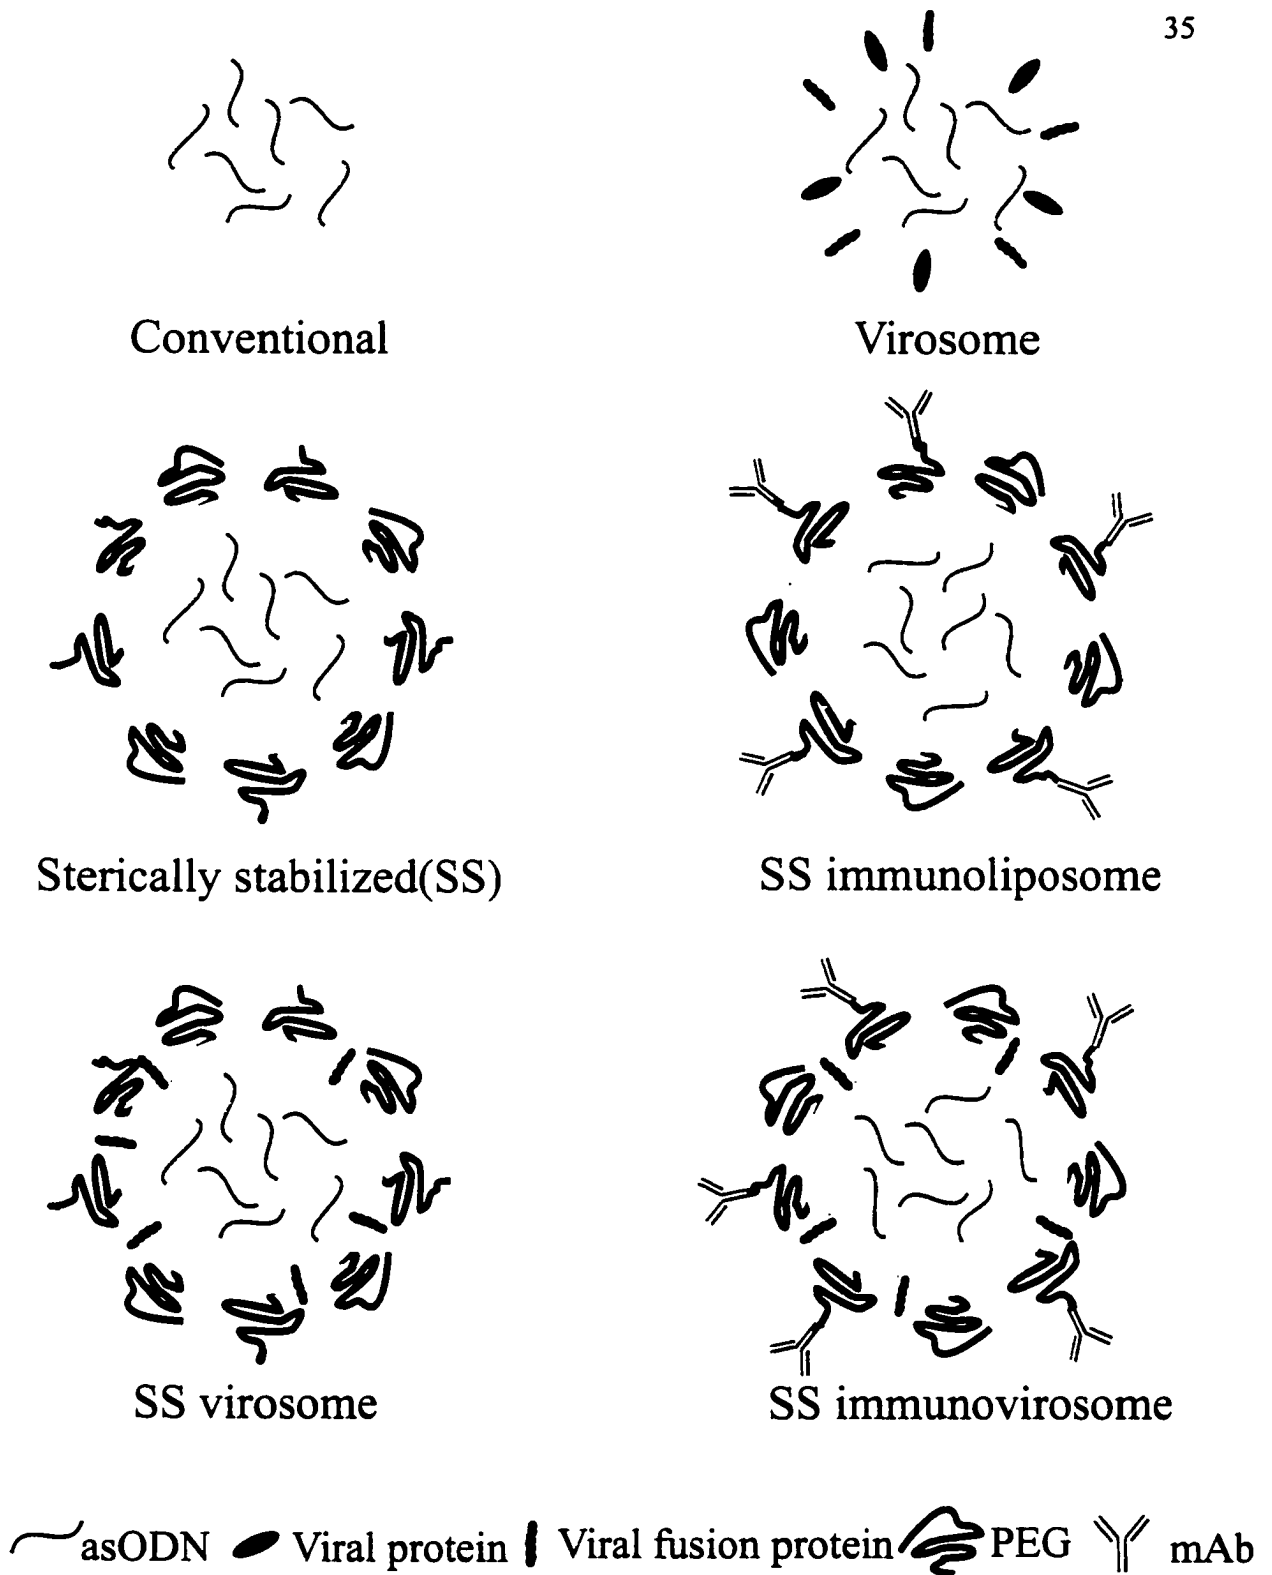 35
Conventional
Virosome
Sterically stabilized(SS)
SS immunoliposome
SS virosome
SS immunovirosome
asODN Viral protein Viral fusion protein PEG mAb